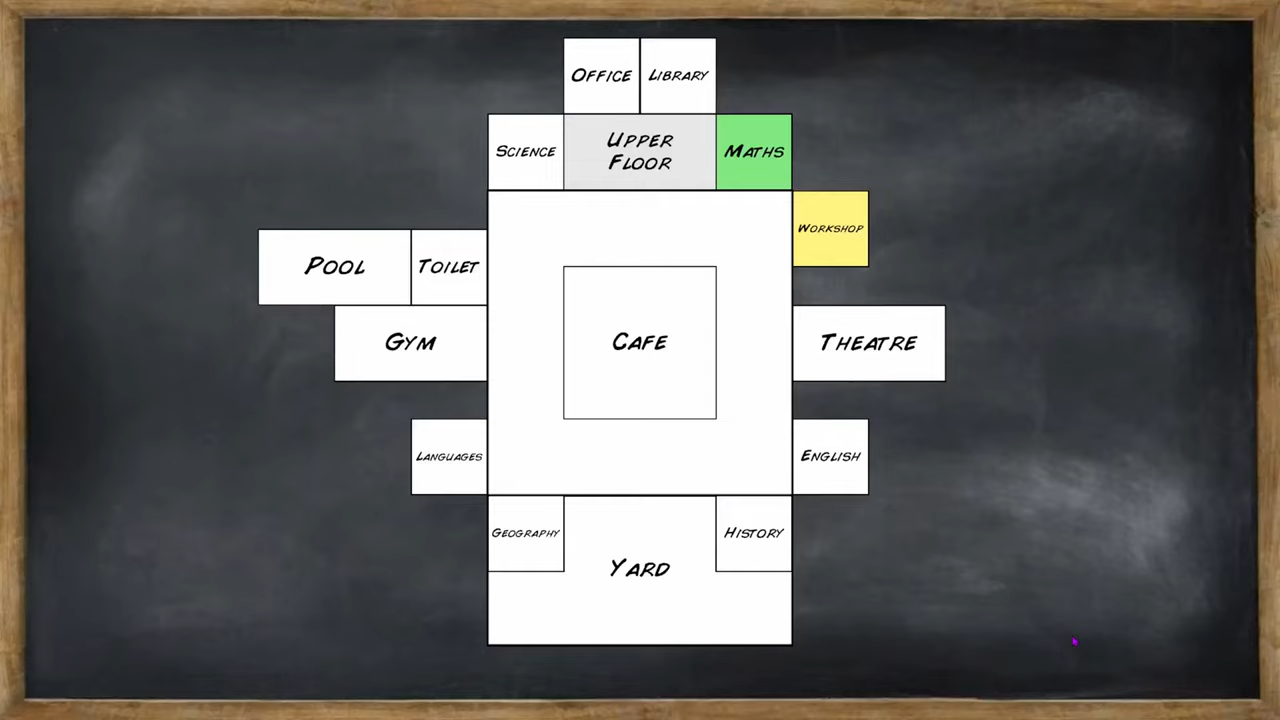 OFFICE
LIBRARY
SCIENCE
UPPER
FLOOR
MATHS
WORKSHOP
POOL
TOILET
GYM
CAFE
THEATRE
LANGUAGES
ENGLISH
GEOGRAPHY
HISTORY
YARD